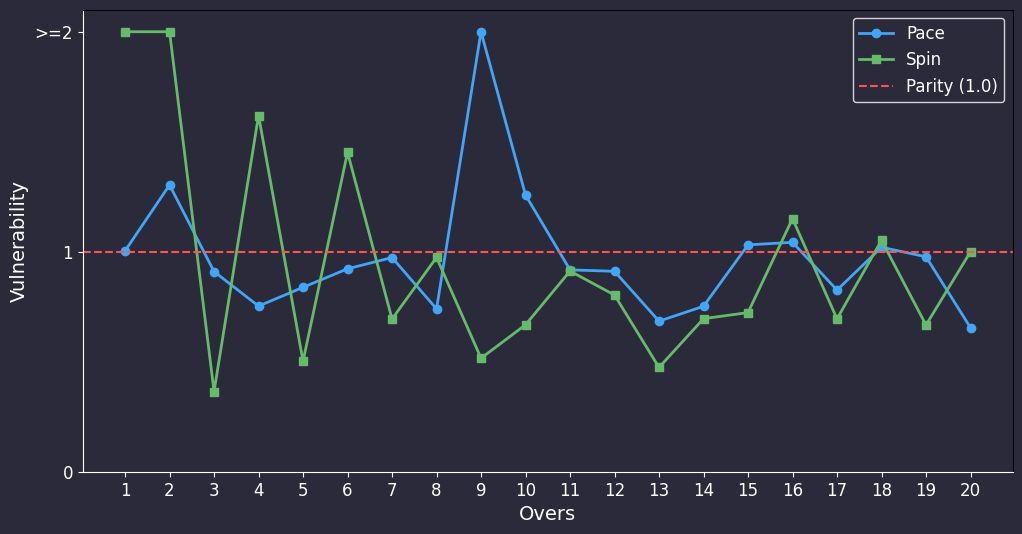 >=2
1
0
Vulnerability
Pace
Spin
Parity (1.0)
1 2 3 4 5 6 7 8 9 10 11 12 13 14 15 16 17 18 19 20
Overs